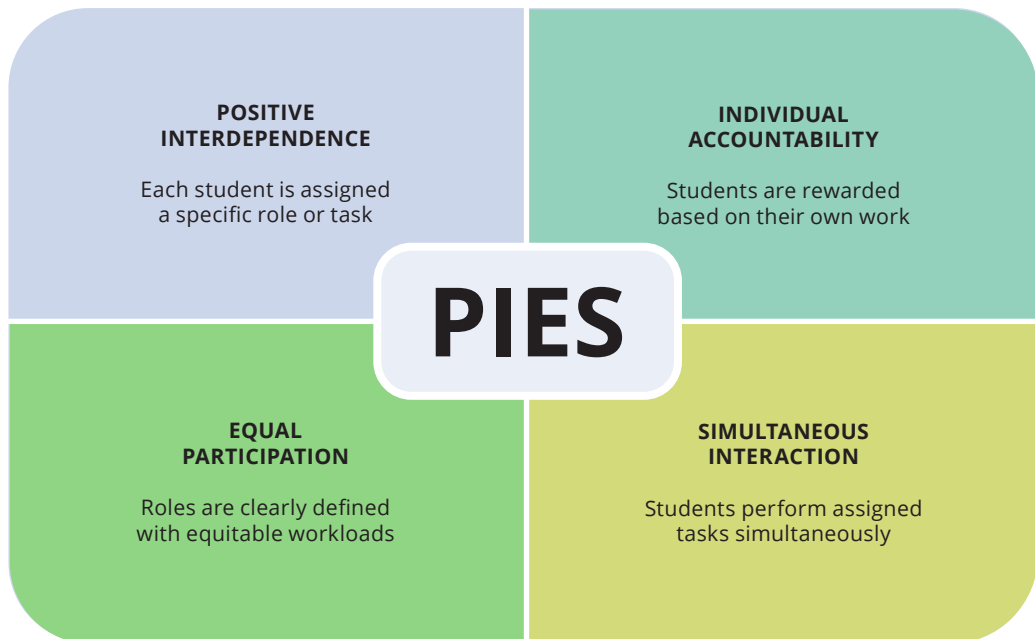 POSITIVE
INTERDEPENDENCE
Each student is assigned
a specific role or task
INDIVIDUAL
ACCOUNTABILITY
Students are rewarded
based on their own work
PIES
EQUAL
PARTICIPATION
Roles are clearly defined
with equitable workloads
SIMULTANEOUS
INTERACTION
Students perform assigned
tasks simultaneously